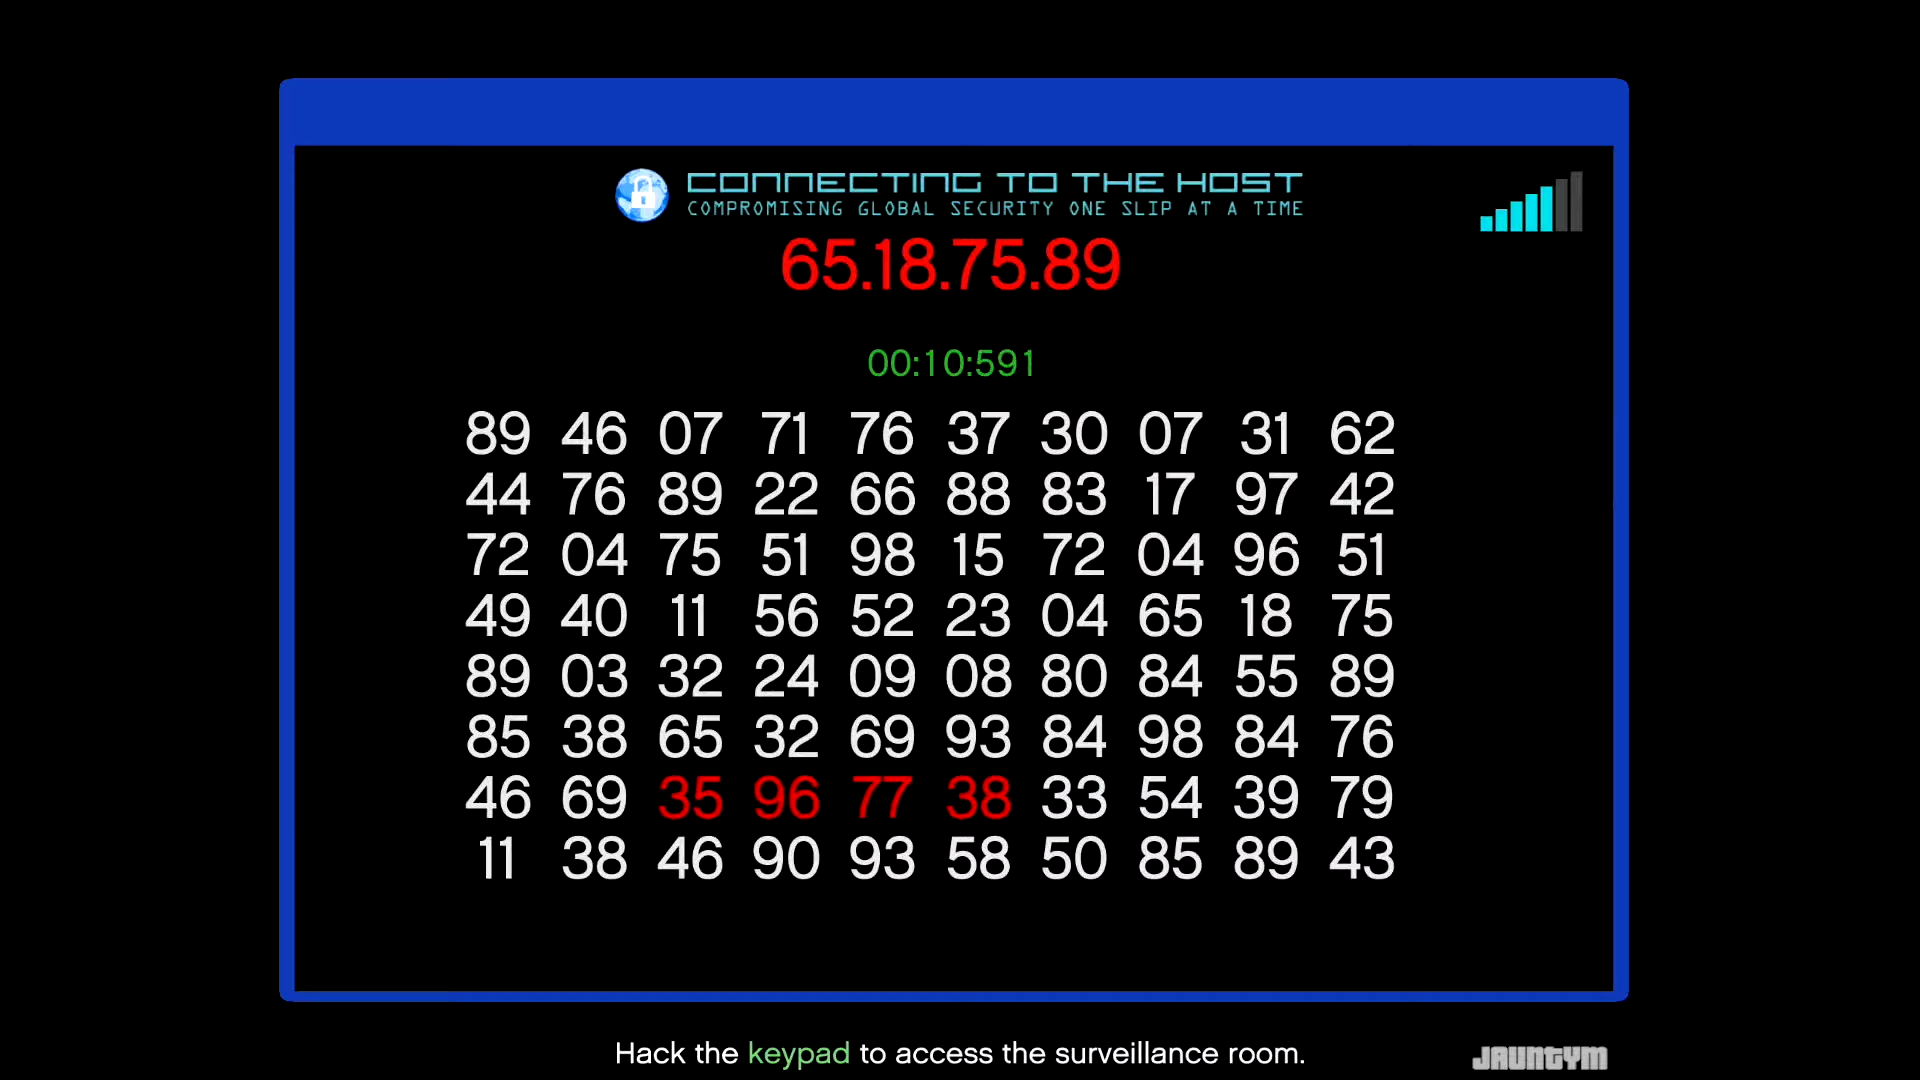 CONNECTING TO THE HOST
COMPROMISING GLOBAL SECURITY ONE SLIP AT A TIME
65.18.75.89
00:10:591
89 46 07 71 76 37 30 07 31 62
44 76 89 22 66 88 83 17 97 42
72 04 75 51 98 15 72 04 96 51
49 40 11 56 52 23 04 65 18 75
89 03 32 24 09 08 80 84 55 89
85 38 65 32 69 93 84 98 84 76
46 69 35 96 77 38 33 54 39 79
11 38 46 90 93 58 50 85 89 43
Hack the keypad to access the surveillance room.
JAUNTYM